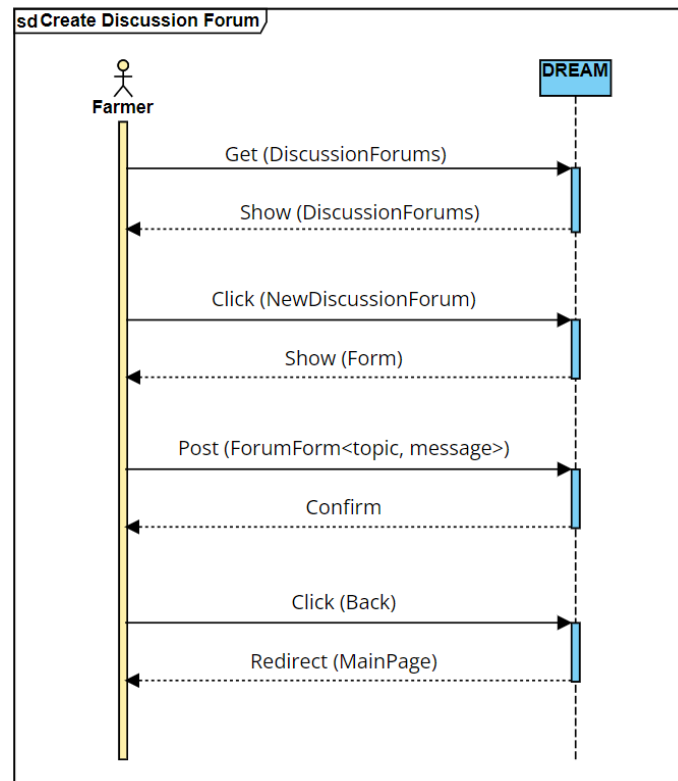 sd Create Discussion Forum
Farmer
DREAM
Get (DiscussionForums)
Show (DiscussionForums)
Click (NewDiscussionForum)
Show (Form)
Post (ForumForm<topic, message>)
Confirm
Click (Back)
Redirect (MainPage)